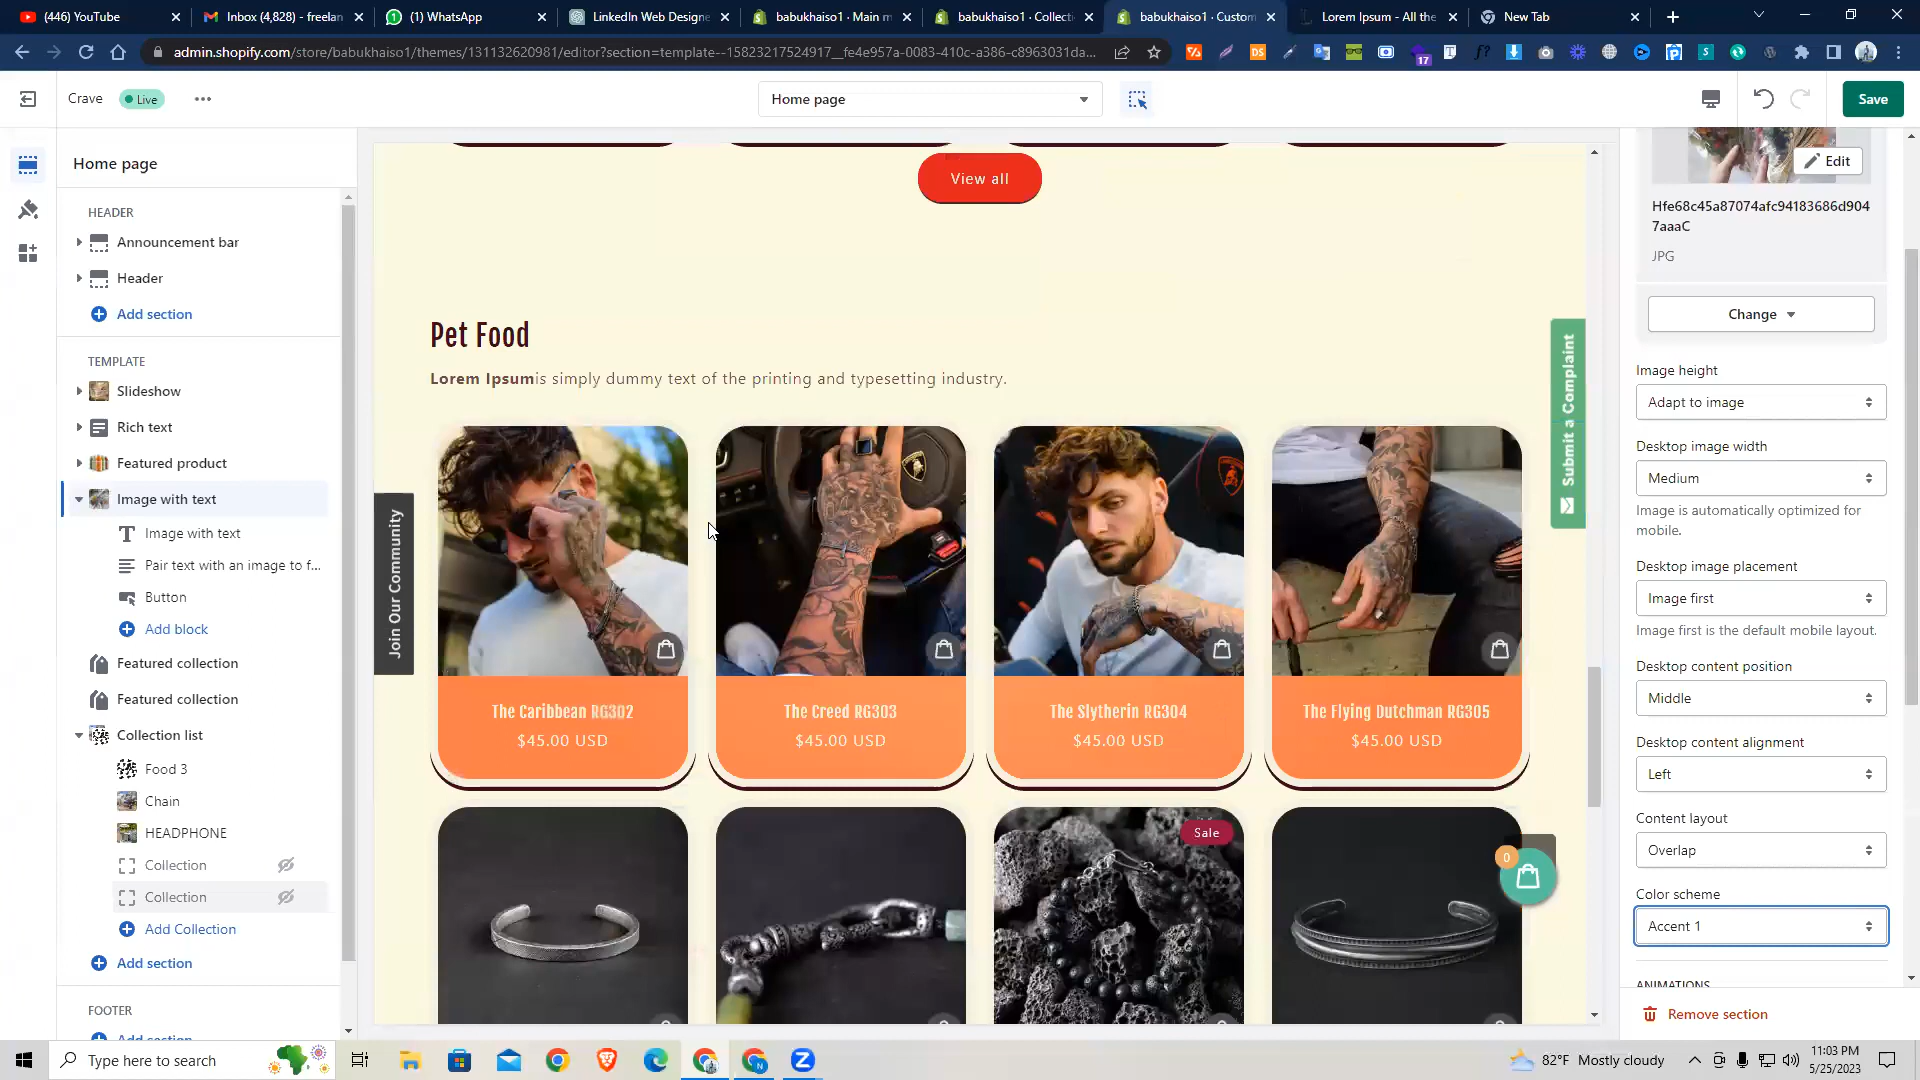 (446) YouTube
Inbox (4,828) - freelan
(1) WhatsApp
LinkedIn Web Designe
babukhaiso1 · Main m
babukhaiso1 · Collecti
babukhaiso1 · Custom
Lorem Ipsum - All the
New Tab
admin.shopify.com/store/babukhaiso1/themes/131132620981/editor?section=template--15823217524917__fe4e957a-0083-410c-a386-c8963031da...
17
Crave
Live
Home page
Save
Home page
HEADER
Announcement bar
Header
Add section
TEMPLATE
Slideshow
Rich text
Featured product
Image with text
Image with text
Pair text with an image to f...
Button
Add block
Featured collection
Featured collection
Collection list
Food 3
Chain
HEADPHONE
Collection
Collection
Add Collection
Add section
FOOTER
Add section
View all
Pet Food
Lorem Ipsumis simply dummy text of the printing and typesetting industry.
Join Our Community
Submit a Complaint
The Caribbean RG302
$45.00 USD
The Creed RG303
$45.00 USD
The Slytherin RG304
$45.00 USD
The Flying Dutchman RG305
$45.00 USD
Sale
0
Edit
Hfe68c45a87074afc94183686d904
7aaaC
JPG
Change
Image height
Adapt to image
Desktop image width
Medium
Image is automatically optimized for
mobile.
Desktop image placement
Image first
Image first is the default mobile layout.
Desktop content position
Middle
Desktop content alignment
Left
Content layout
Overlap
Color scheme
Accent 1
ANIMATIONS
Remove section
Type here to search
82°F Mostly cloudy
11:03 PM
5/25/2023